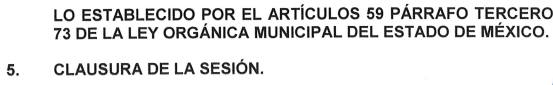 LO ESTABLECIDO POR EL ARTÍCULOS 59 PÁRRAFO TERCERO
73 DE LA LEY ORGÁNICA MUNICIPAL DEL ESTADO DE MÉXICO.
5. CLAUSURA DE LA SESIÓN.